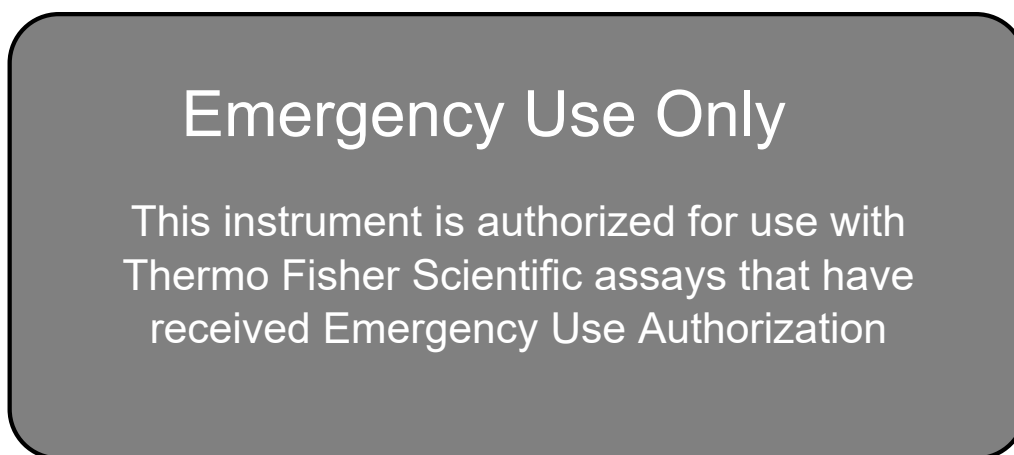 Emergency Use Only
This instrument is authorized for use with
Thermo Fisher Scientific assays that have
received Emergency Use Authorization